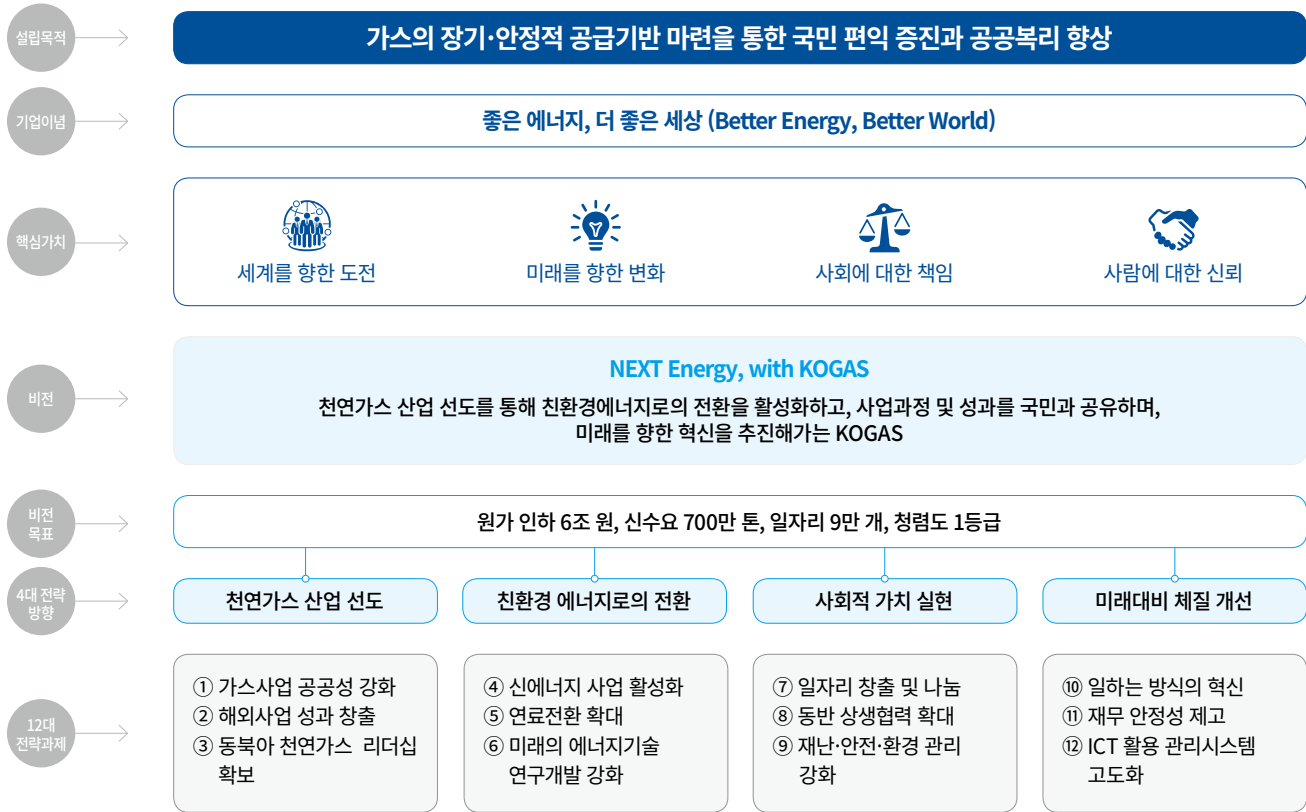 설립목적
가스의 장기·안정적 공급기반 마련을 통한 국민 편익 증진과 공공복리 향상
기업이념
좋은 에너지, 더 좋은 세상 (Better Energy, Better World)
핵심가치
세계를 향한 도전
미래를 향한 변화
사회에 대한 책임
사람에 대한 신뢰
비전
NEXT Energy, with KOGAS
천연가스 산업 선도를 통해 친환경에너지로의 전환을 활성화하고, 사업과정 및 성과를 국민과 공유하며,
미래를 향한 혁신을 추진해가는 KOGAS
비전
목표
원가 인하 6조 원, 신수요 700만 톤, 일자리 9만 개, 청렴도 1등급
4대 전략
방향
천연가스 산업 선도
친환경 에너지로의 전환
사회적 가치 실현
미래대비 체질 개선
12대
전략과제
① 가스사업 공공성 강화
② 해외사업 성과 창출
③ 동북아 천연가스 리더십
확보
④ 신에너지 사업 활성화
⑤ 연료전환 확대
⑥ 미래의 에너지기술
연구개발 강화
⑦ 일자리 창출 및 나눔
⑧ 동반 상생협력 확대
⑨ 재난·안전·환경 관리
강화
⑩ 일하는 방식의 혁신
⑪ 재무 안정성 제고
⑫ ICT 활용 관리시스템
고도화